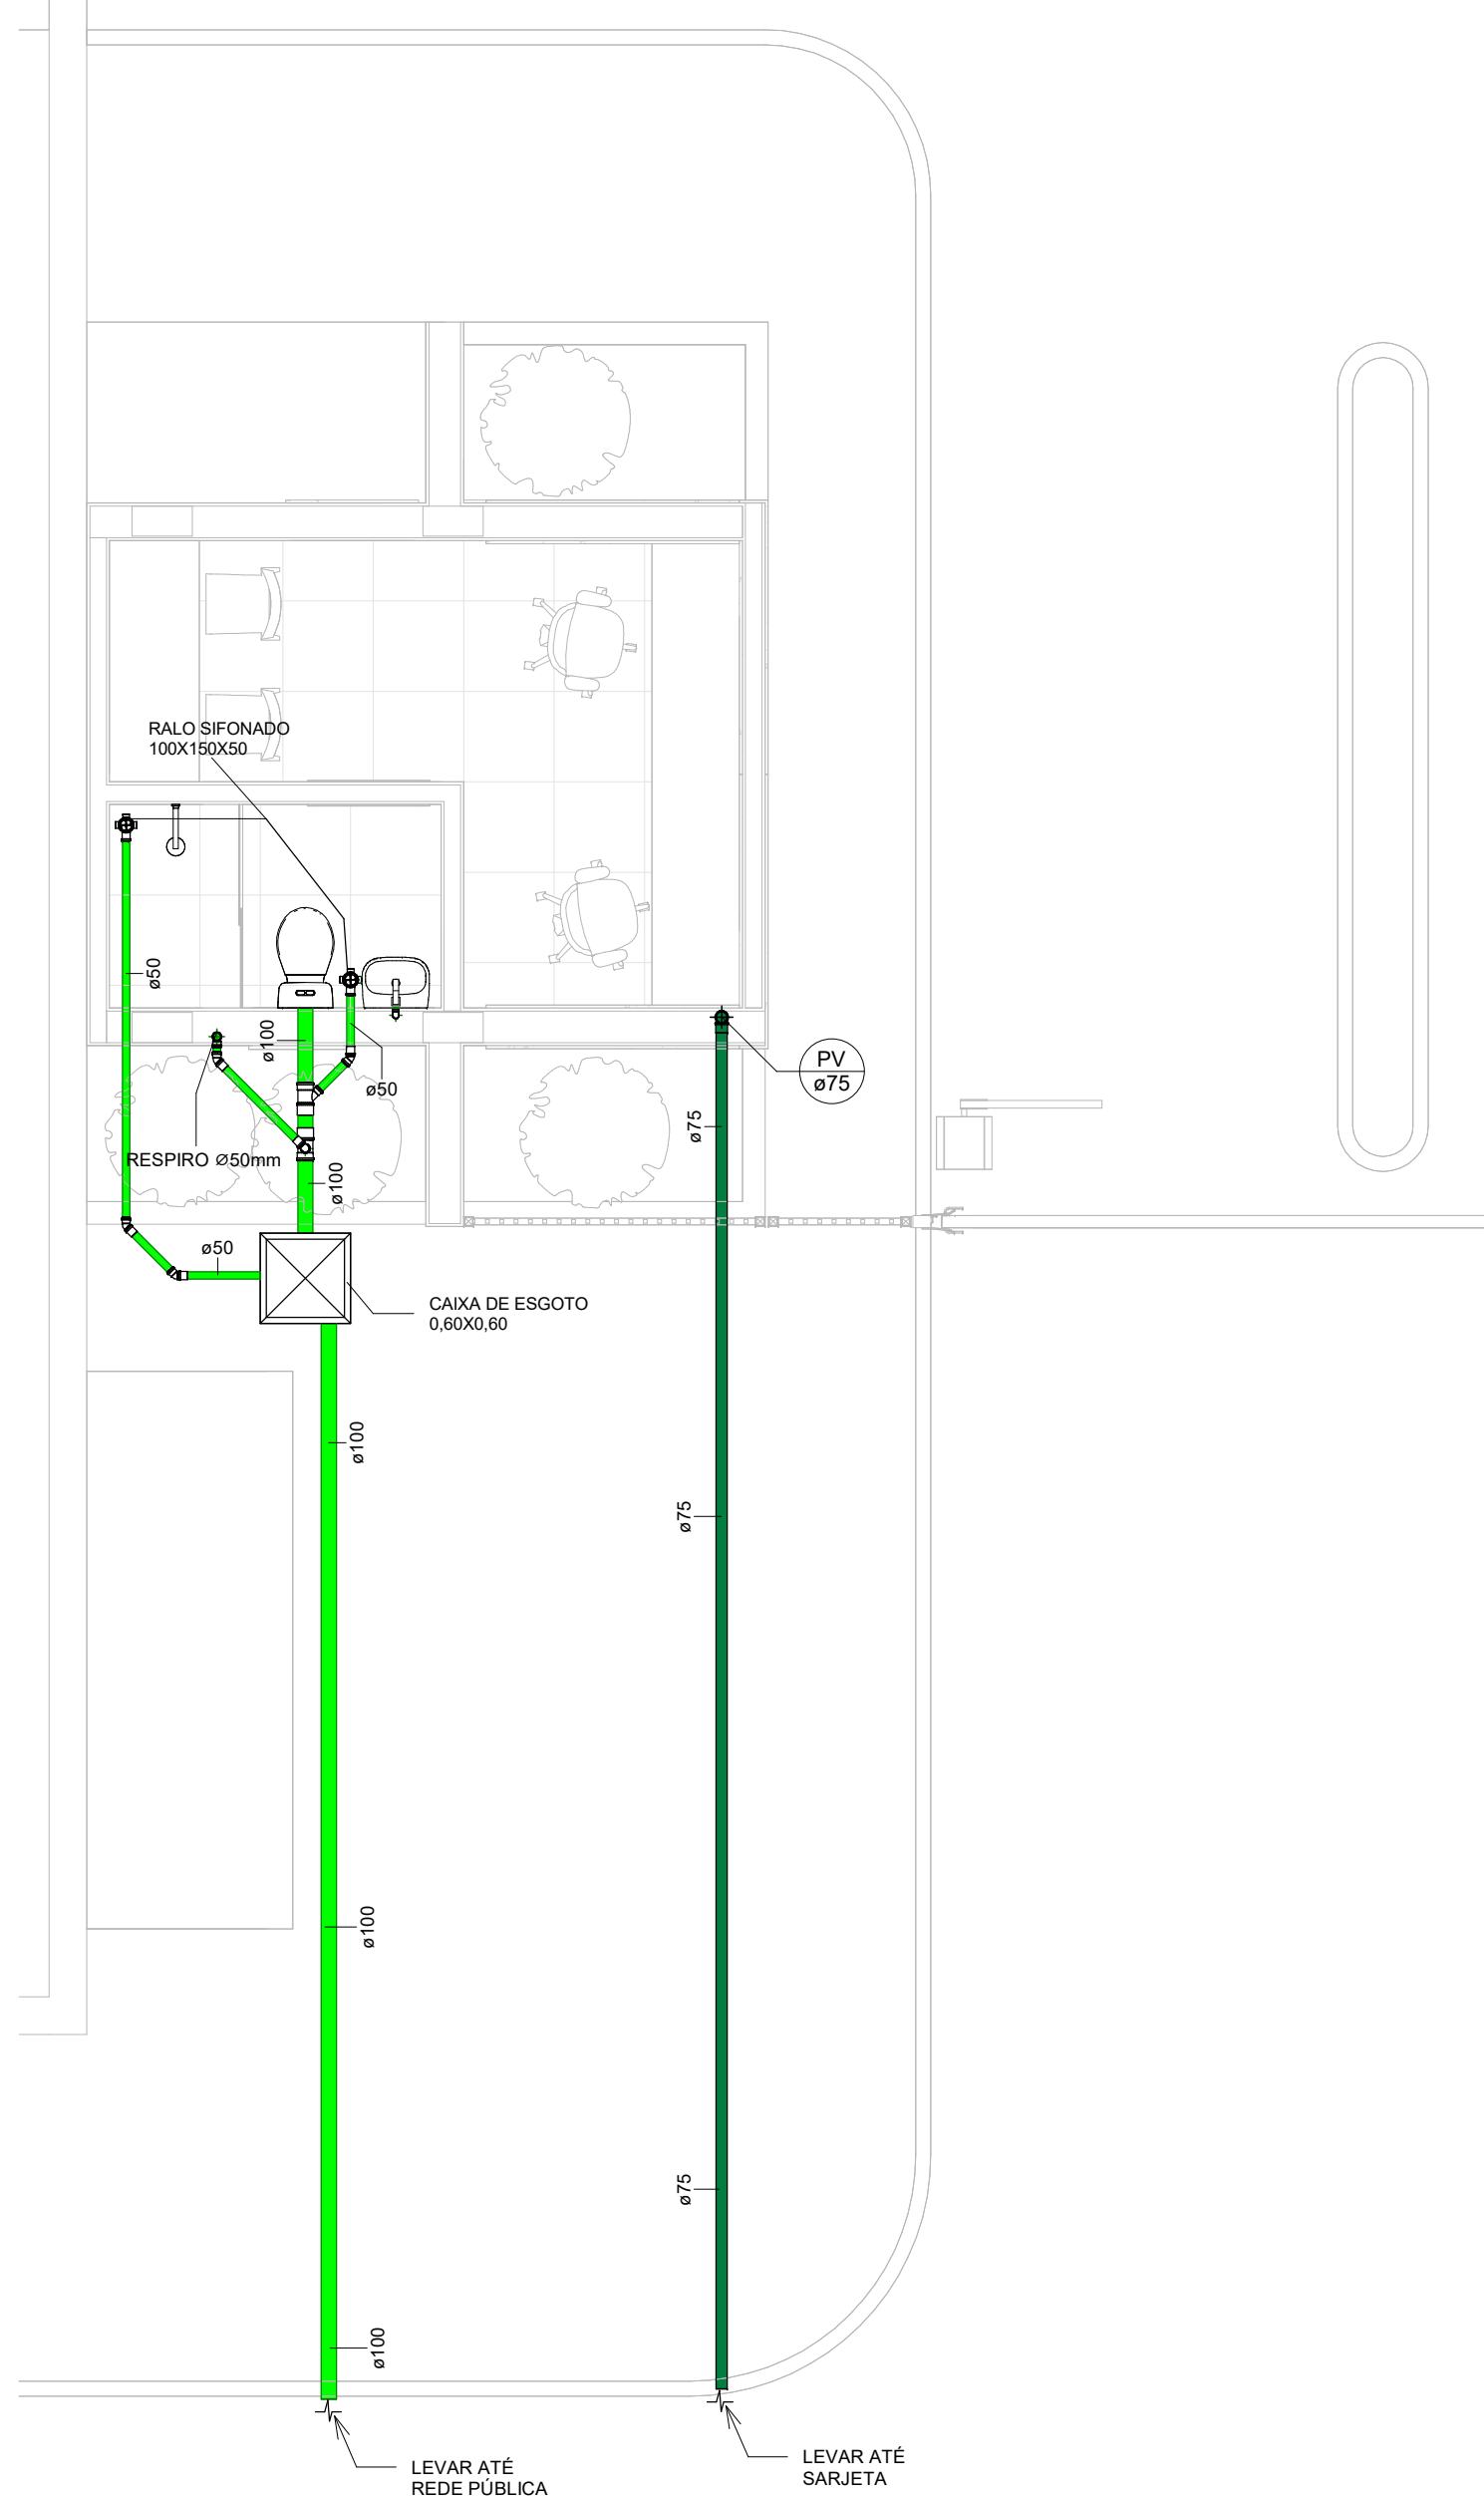 RALO SIFONADO
100X150X50
ø50
ø100
ø50
PV
ø75
ø75
RESPIRO Ø50mm
ø100
ø50
CAIXA DE ESGOTO
0,60X0,60
ø100
ø75
ø100
ø75
ø100
LEVAR ATÉ
REDE PÚBLICA
LEVAR ATÉ
SARJETA